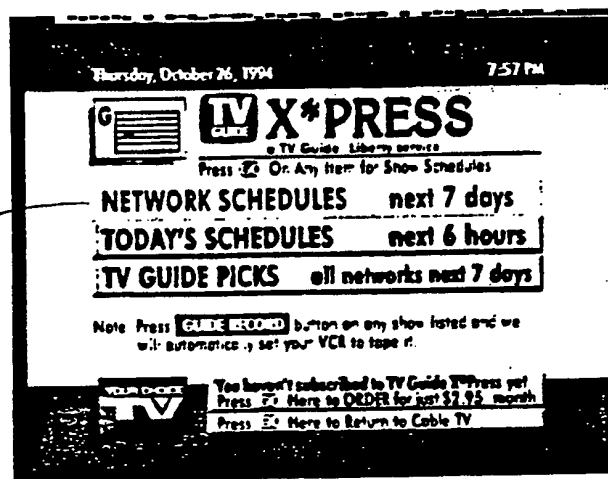 Thursday, October 26, 1994 7:57 PM
G TV GUIDE X*PRESS
a TV Guide Liberty service
Press GO On Any Item for Show Schedules
NETWORK SCHEDULES next 7 days
TODAY'S SCHEDULES next 6 hours
TV GUIDE PICKS all networks next 7 days
Note: Press GUIDE RECORD button on any show listed and we
will automatically set your VCR to tape it.
YOUR CHOICE TV
You haven't subscribed to TV Guide X*Press yet
Press Here to ORDER for just $2.95 month
Press Here to Return to Cable TV